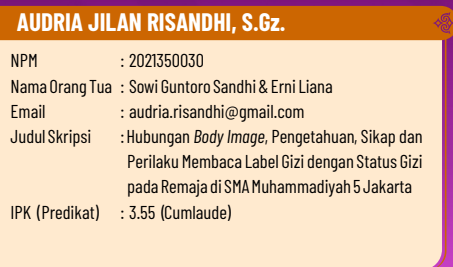 AUDRIA JILAN RISANDHI, S.Gz.
NPM : 2021350030
Nama Orang Tua : Sowi Guntoro Sandhi & Erni Liana
Email : audria.risandhi@gmail.com
Judul Skripsi : Hubungan Body Image, Pengetahuan, Sikap dan
Perilaku Membaca Label Gizi dengan Status Gizi
pada Remaja di SMA Muhammadiyah 5 Jakarta
IPK (Predikat) : 3.55 (Cumlaude)